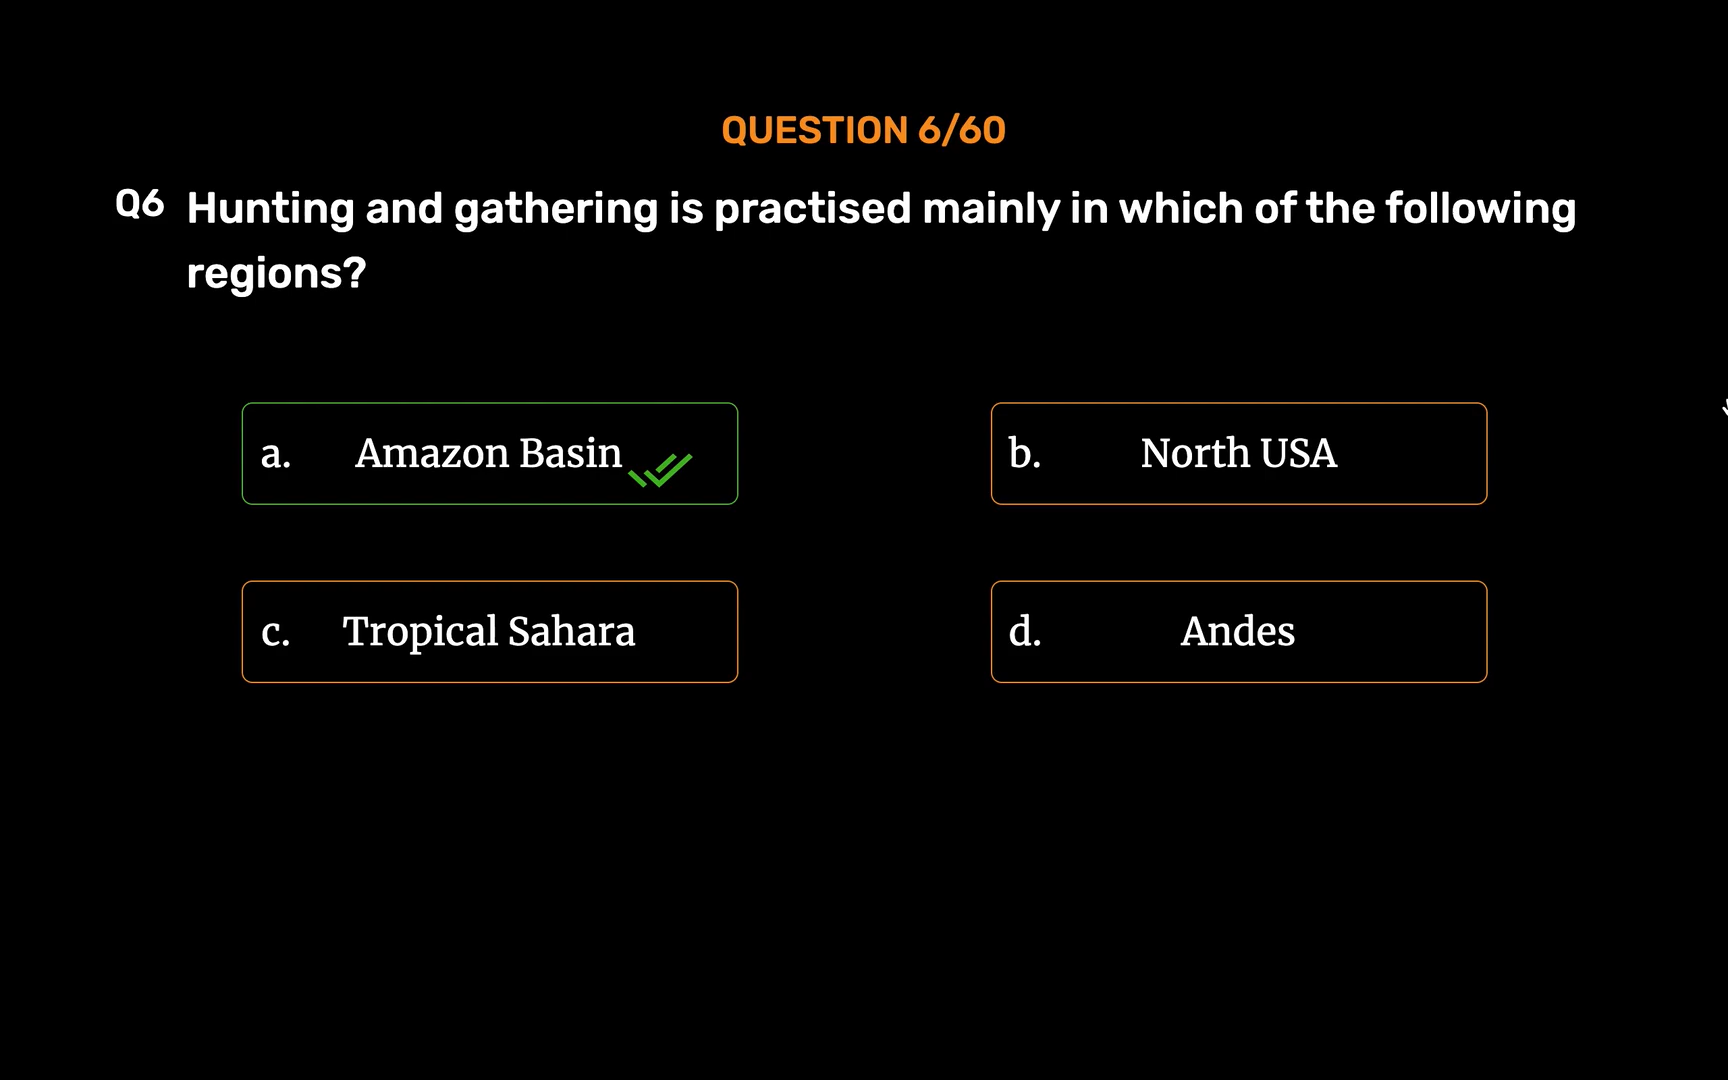 QUESTION 6/60
Q6 Hunting and gathering is practised mainly in which of the following
regions?
a. Amazon Basin
b. North USA
c. Tropical Sahara
d. Andes